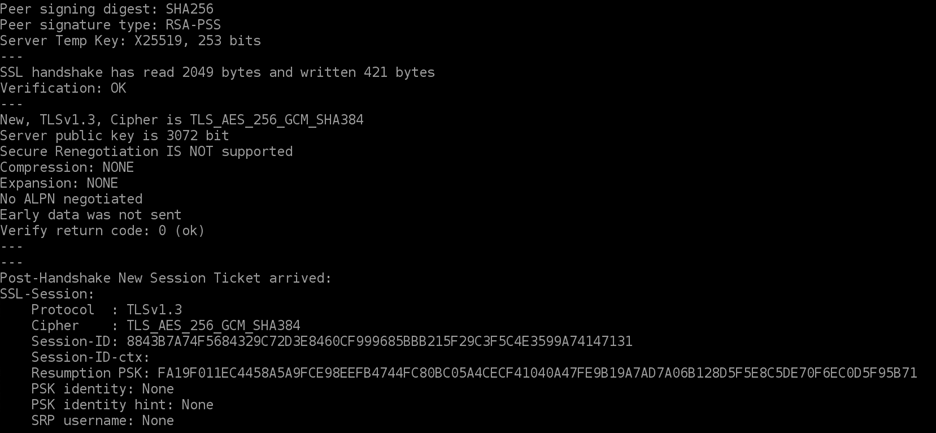 Peer signing digest: SHA256
Peer signature type: RSA-PSS
Server Temp Key: X25519, 253 bits
---
SSL handshake has read 2049 bytes and written 421 bytes
Verification: OK
---
New, TLSv1.3, Cipher is TLS_AES_256_GCM_SHA384
Server public key is 3072 bit
Secure Renegotiation IS NOT supported
Compression: NONE
Expansion: NONE
No ALPN negotiated
Early data was not sent
Verify return code: 0 (ok)
---
---
Post-Handshake New Session Ticket arrived:
SSL-Session:
    Protocol  : TLSv1.3
    Cipher    : TLS_AES_256_GCM_SHA384
    Session-ID: 8843B7A74F5684329C72D3E8460CF999685BBB215F29C3F5C4E3599A74147131
    Session-ID-ctx:
    Resumption PSK: FA19F011EC4458A5A9FCE98EEFB4744FC80BC05A4CECF41040A47FE9B19A7AD7A06B128D5F5E8C5DE70F6EC0D5F95B71
    PSK identity: None
    PSK identity hint: None
    SRP username: None